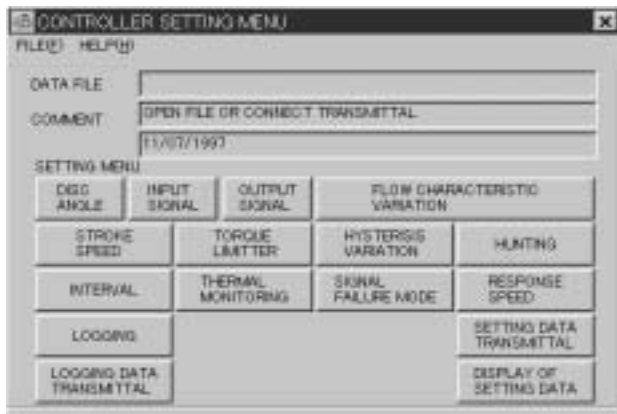 CONTROLLER SETTING MENU
FILE(F) HELP(H)
DATA FILE
COMMENT
OPEN FILE OR CONNECT TRANSMITTAL
11/07/1997
SETTING MENU
DISC ANGLE
INPUT SIGNAL
OUTPUT SIGNAL
FLOW CHARACTERISTIC VARIATION
STROKE SPEED
TORQUE LIMITTER
HYSTERISIS VARIATION
HUNTING
INTERVAL
THERMAL MONITORING
SIGNAL FAILURE MODE
RESPONSE SPEED
LOGGING
SETTING DATA TRANSMITTAL
LOGGING DATA TRANSMITTAL
DISPLAY OF SETTING DATA